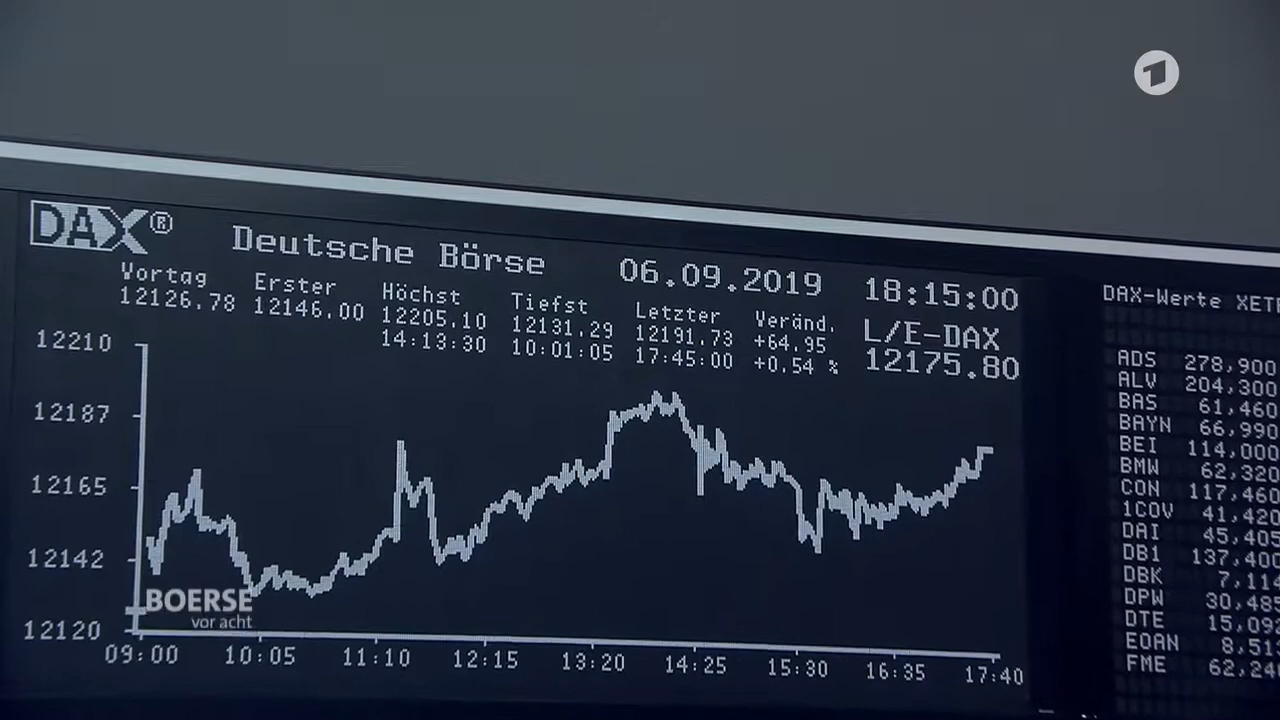 DAX®
Deutsche Börse 06.09.2019 18:15:00
Vortag Erster Höchst Tiefst Letzter Veränd. L/E-DAX
12126.78 12146.00 12205.10 12131.29 12191.73 +64.95 12175.80
14:13:30 10:01:05 17:45:00 +0.54 %
12210
12187
12165
12142
12120
09:00 10:05 11:10 12:15 13:20 14:25 15:30 16:35 17:40
BOERSE
vor acht
DAX-Werte
ADS 278,900
ALV 204,300
BAS 61,460
BAYN 66,990
BEI 114,000
BMW 62,320
CON 117,460
1COV 41,420
DAI 45,405
DB1 137,400
DBK 7,114
DPW 30,485
DTE 15,092
EOAN 8,513
FME 62,240
1